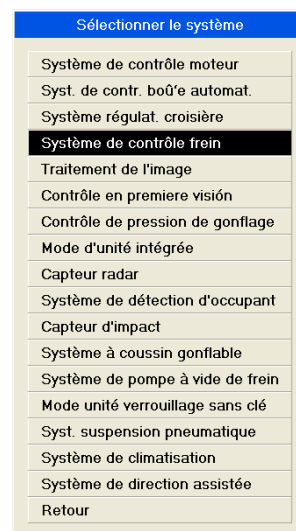 Sélectionner le système
Système de contrôle moteur
Syst. de contr. boû‘e automat.
Système régulat. croisière
Système de contrôle frein
Traitement de l'image
Contrôle en premiere visión
Contrôle de pression de gonflage
Mode d'unité intégrée
Capteur radar
Système de détection d'occupant
Capteur d'impact
Système à coussin gonflable
Système de pompe à vide de frein
Mode unité verrouillage sans clé
Syst. suspension pneumatique
Système de climatisation
Système de direction assistée
Retour